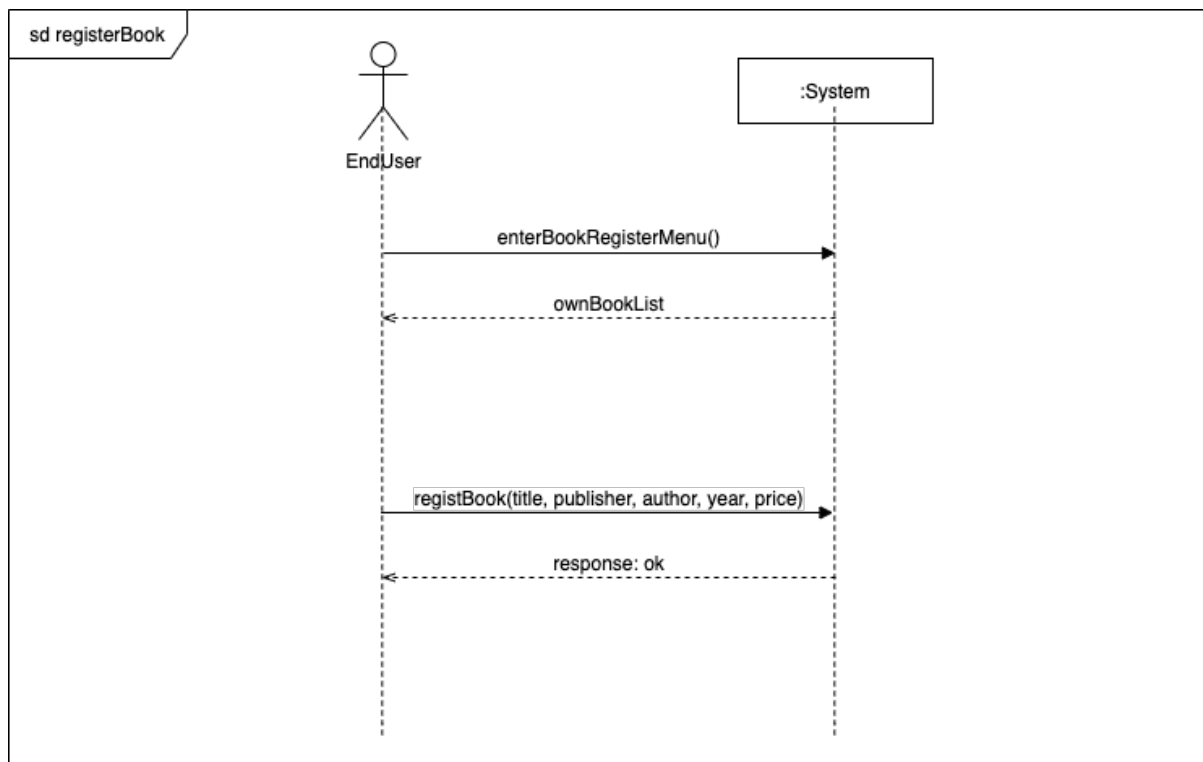 sd registerBook
:System
EndUser
enterBookRegisterMenu()
ownBookList
registBook(title, publisher, author, year, price)
response: ok